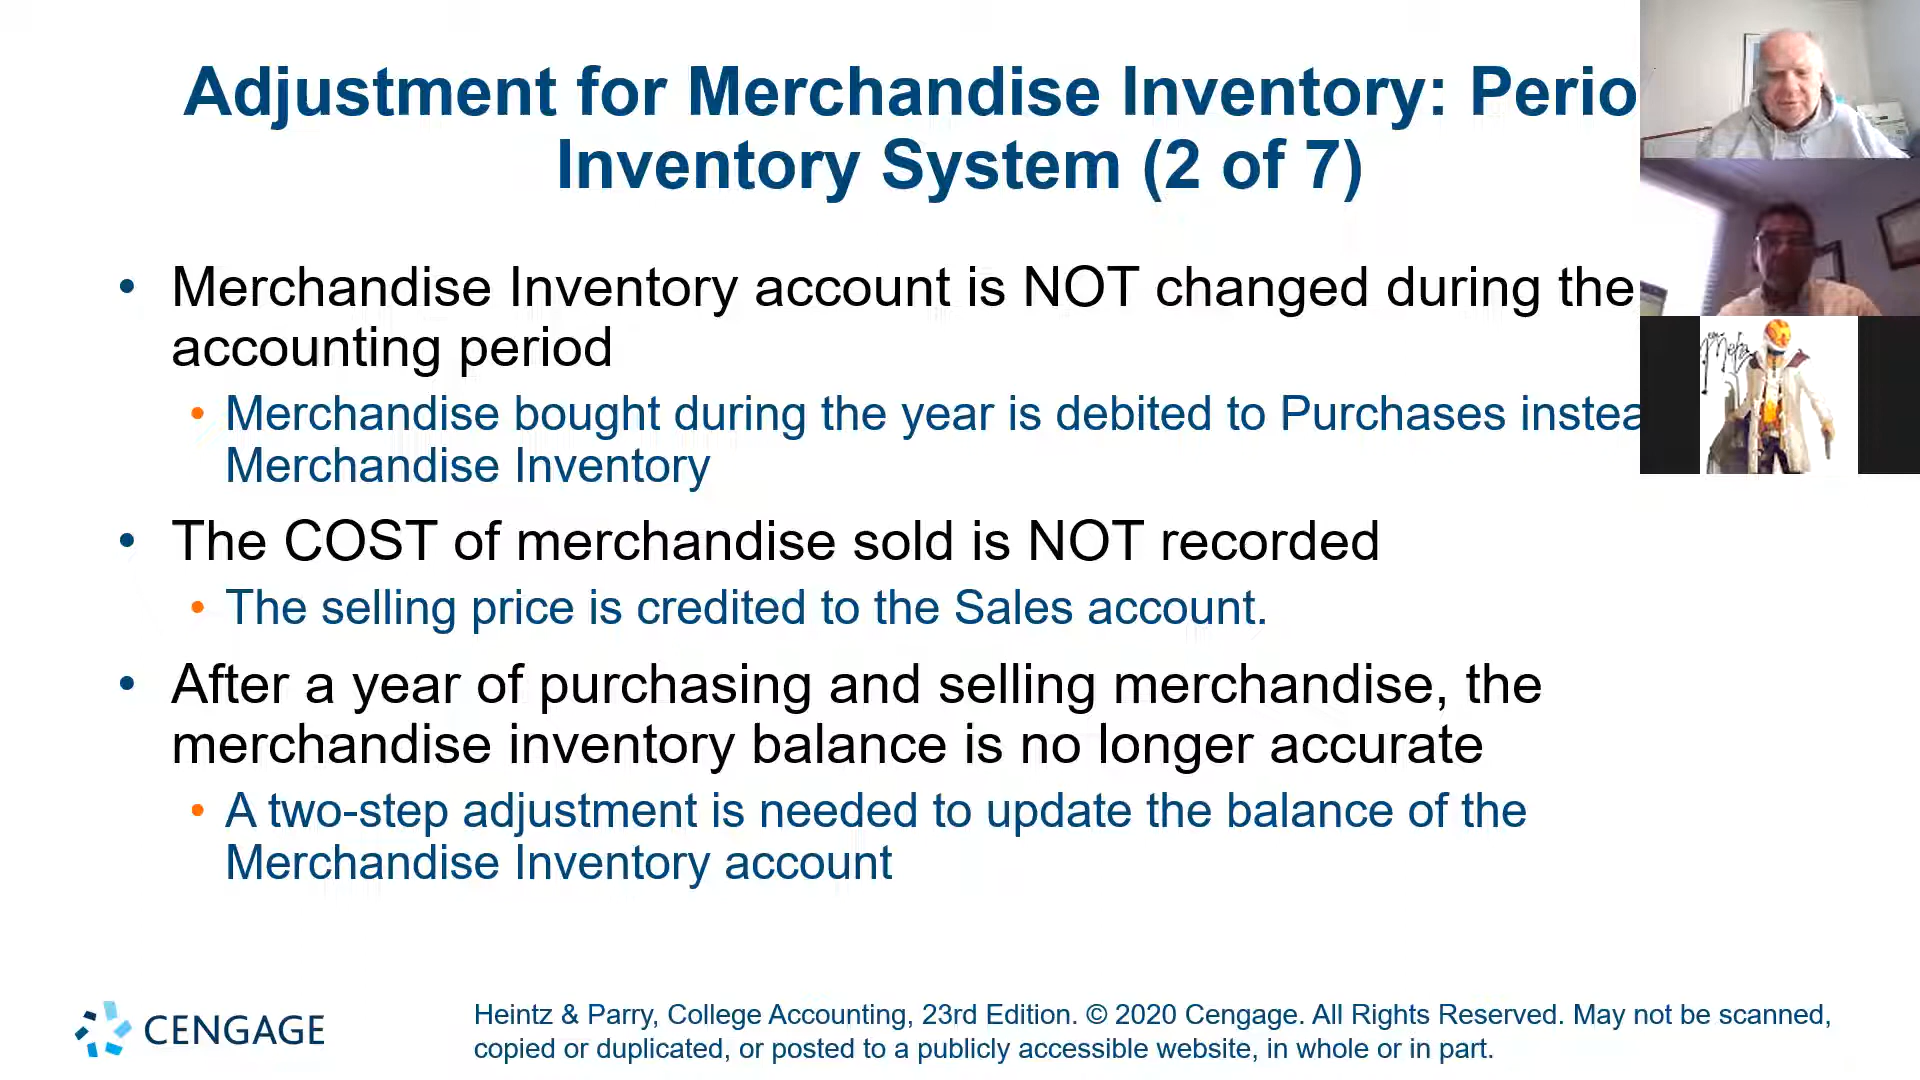 Adjustment for Merchandise Inventory: Perio
Inventory System (2 of 7)
• Merchandise Inventory account is NOT changed during the
accounting period
• Merchandise bought during the year is debited to Purchases instea
Merchandise Inventory
• The COST of merchandise sold is NOT recorded
• The selling price is credited to the Sales account.
• After a year of purchasing and selling merchandise, the
merchandise inventory balance is no longer accurate
• A two-step adjustment is needed to update the balance of the
Merchandise Inventory account
CENGAGE
Heintz & Parry, College Accounting, 23rd Edition. © 2020 Cengage. All Rights Reserved. May not be scanned,
copied or duplicated, or posted to a publicly accessible website, in whole or in part.